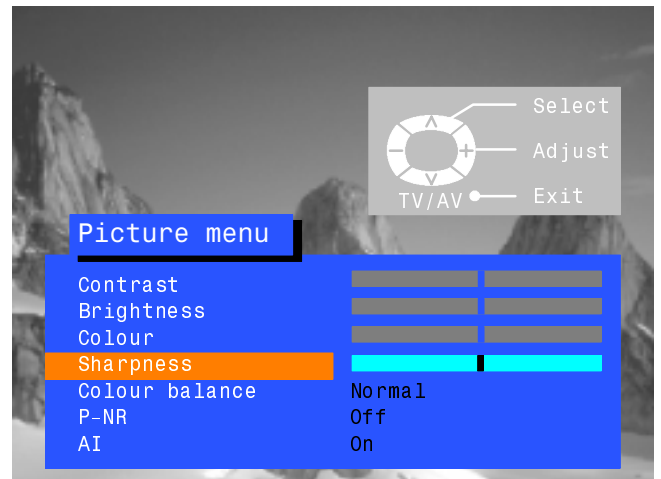 Select
Adjust
TV/AV Exit
Picture menu
Contrast
Brightness
Colour
Sharpness
Colour balance Normal
P-NR Off
AI On